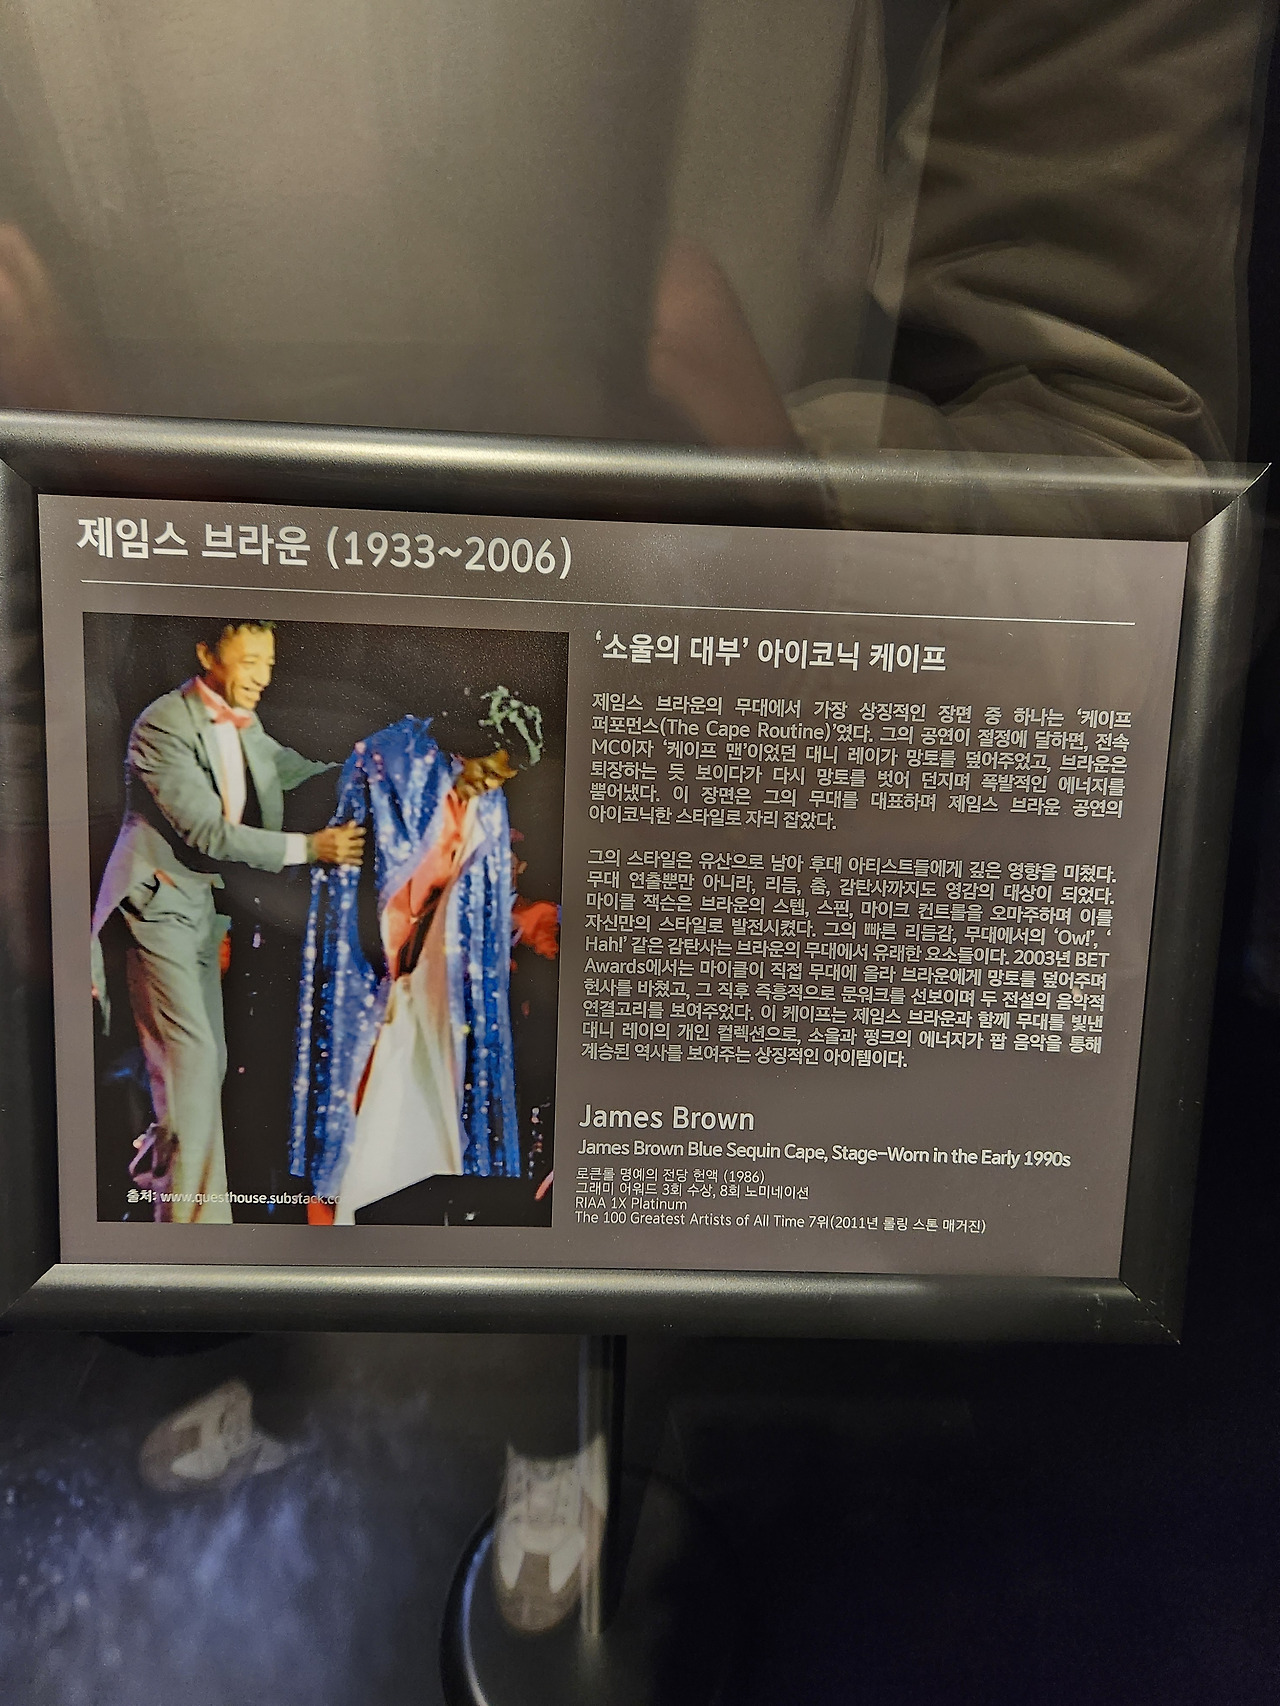 제임스 브라운 (1933~2006)
‘소울의 대부’ 아이코닉 케이프
제임스 브라운의 무대에서 가장 상징적인 장면 중 하나는 ‘케이프
퍼포먼스(The Cape Routine)’였다. 그의 공연이 절정에 달하면, 전속
MC이자 ‘케이프 맨’이었던 대니 레이가 망토를 덮어주었고, 브라운은
퇴장하는 듯 보이다가 다시 망토를 벗어 던지며 폭발적인 에너지를
뿜어냈다. 이 장면은 그의 무대를 대표하며 제임스 브라운 공연의
아이코닉한 스타일로 자리 잡았다.
그의 스타일은 유산으로 남아 후대 아티스트들에게 깊은 영향을 미쳤다.
무대 연출뿐만 아니라, 리듬, 춤, 감탄사까지도 영감의 대상이 되었다.
마이클 잭슨은 브라운의 스텝, 스핀, 마이크 컨트롤을 오마주하며 이를
자신만의 스타일로 발전시켰다. 그의 빠른 리듬감, 무대에서의 ‘Ow!’, ‘
Hah!’ 같은 감탄사는 브라운의 무대에서 유래한 요소들이다. 2003년 BET
Awards에서는 마이클이 직접 무대에 올라 브라운에게 망토를 덮어주며
헌사를 바쳤고, 그 직후 즉흥적으로 문워크를 선보이며 두 전설의 음악적
연결고리를 보여주었다. 이 케이프는 제임스 브라운과 함께 무대를 빛낸
대니 레이의 개인 컬렉션으로, 소울과 펑크의 에너지가 팝 음악을 통해
계승된 역사를 보여주는 상징적인 아이템이다.
James Brown
James Brown Blue Sequin Cape, Stage-Worn in the Early 1990s
로큰롤 명예의 전당 헌액 (1986)
그래미 어워드 3회 수상, 8회 노미네이션
RIAA 1X Platinum
The 100 Greatest Artists of All Time 7위(2011년 롤링 스톤 매거진)
출처: www.questhouse.substack.co